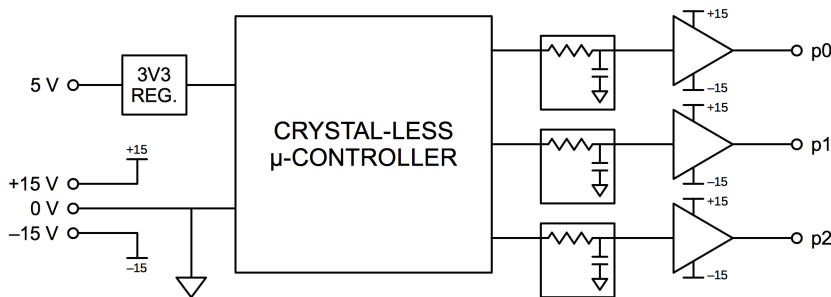 +15
p0
–15
5 V
3V3
REG.
CRYSTAL-LESS
μ-CONTROLLER
+15
p1
–15
+15
+15 V
0 V
–15 V
–15
+15
p2
–15